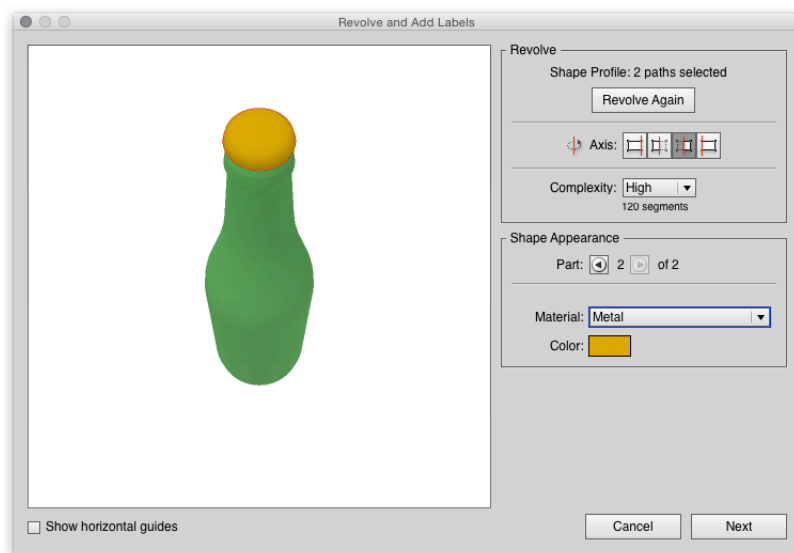 Revolve and Add Labels
Revolve
Shape Profile: 2 paths selected
Revolve Again
Axis:
Complexity: High
120 segments
Shape Appearance
Part: 2 of 2
Material: Metal
Color:
Show horizontal guides
Cancel Next